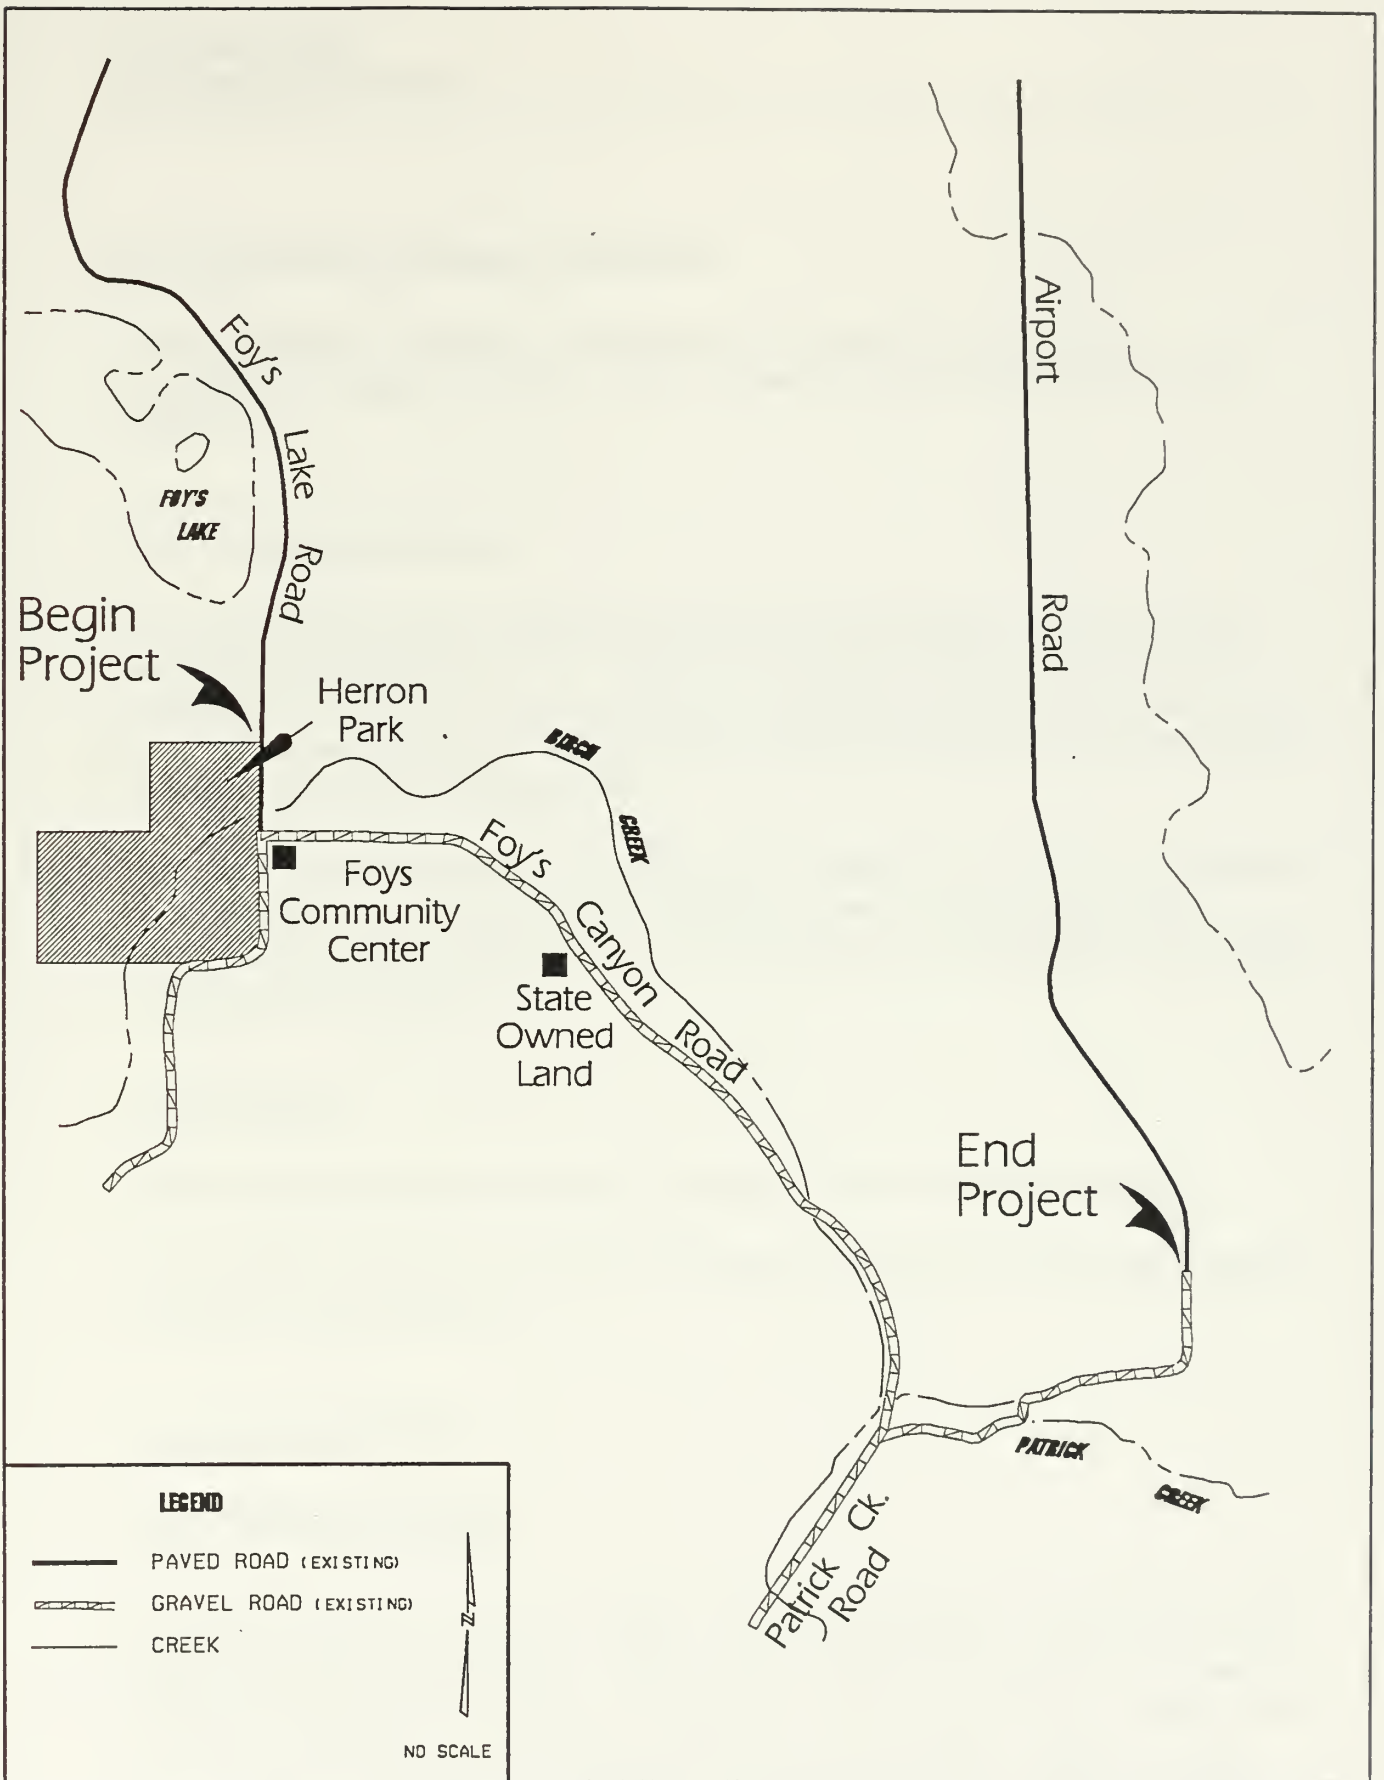 Foy's
Lake
Road
Airport
Road
FOY'S
LAKE
Begin
Project
Herron
Park
BIRCH
CREEK
Foys
Community
Center
Foy's
Canyon
Road
State
Owned
Land
End
Project
PATRICK
CREEK
Patrick Ck.
Road
LEGEND
PAVED ROAD (EXISTING)
GRAVEL ROAD (EXISTING)
CREEK
N
NO SCALE